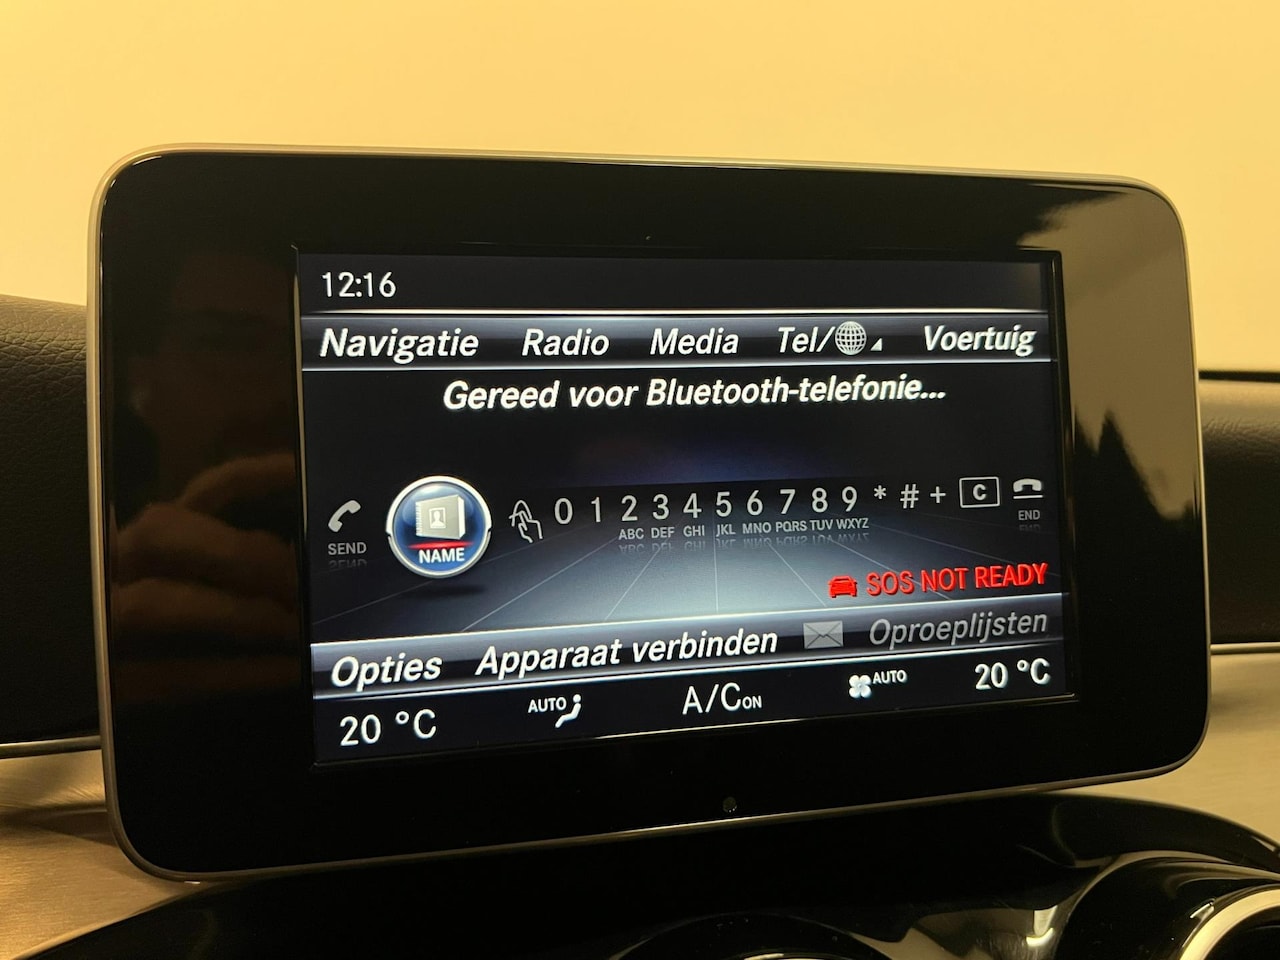 12:16
Navigatie Radio Media Tel/ Voertuig
Gereed voor Bluetooth-telefonie...
SEND NAME 0 1 2 3 4 5 6 7 8 9 * # + C END
ABC DEF GHI JKL MNO PQRS TUV WXYZ
SOS NOT READY
Opties Apparaat verbinden Oproeplijsten
20 °C AUTO A/C ON AUTO 20 °C